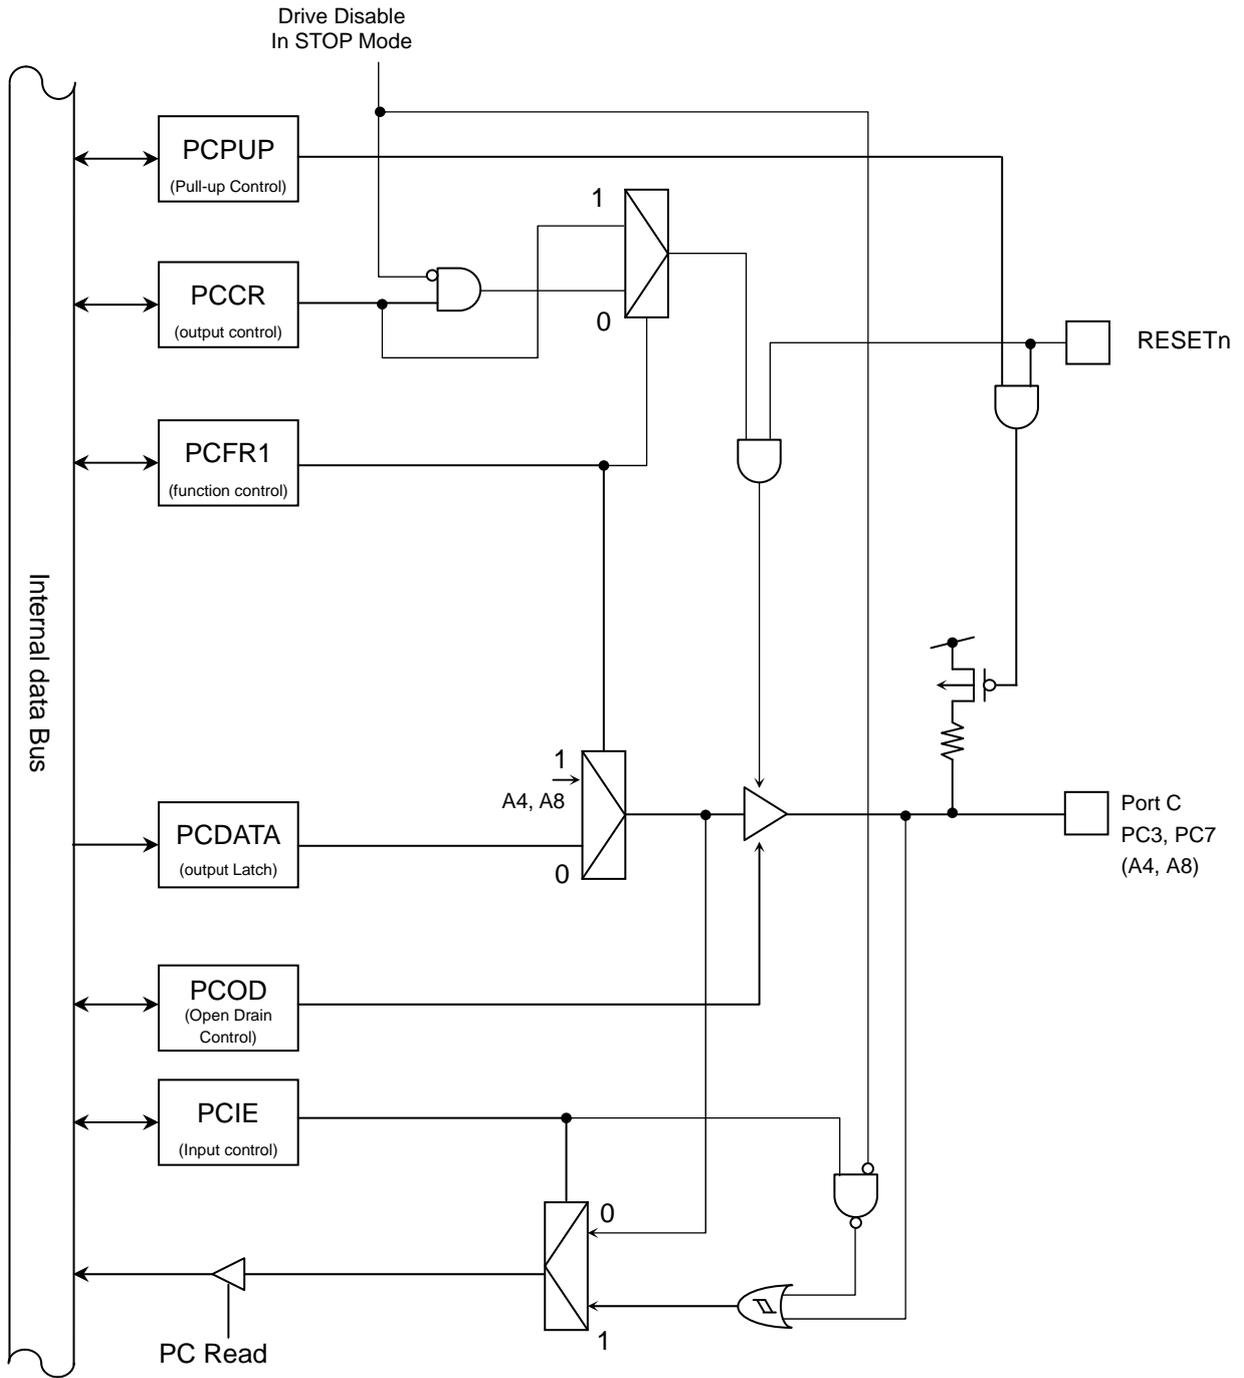 Drive Disable
In STOP Mode
PCPUP
(Pull-up Control)
1
PCCR
(output control)
0
RESETn
PCFR1
(function control)
Internal data Bus
1
A4, A8
PCDATA
(output Latch)
0
Port C
PC3, PC7
(A4, A8)
PCOD
(Open Drain
Control)
PCIE
(Input control)
0
1
PC Read